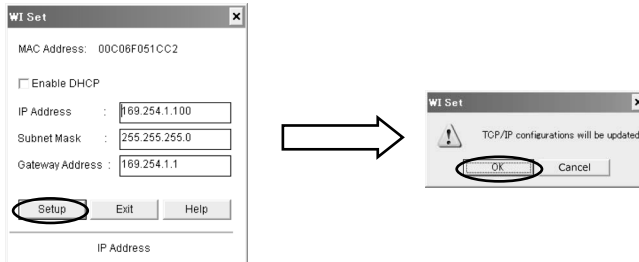 WI Set
MAC Address: 00C06F051CC2
Enable DHCP
IP Address : 169.254.1.100
Subnet Mask : 255.255.255.0
Gateway Address : 169.254.1.1
Setup Exit Help
IP Address
WI Set
TCP/IP configurations will be updated
OK Cancel